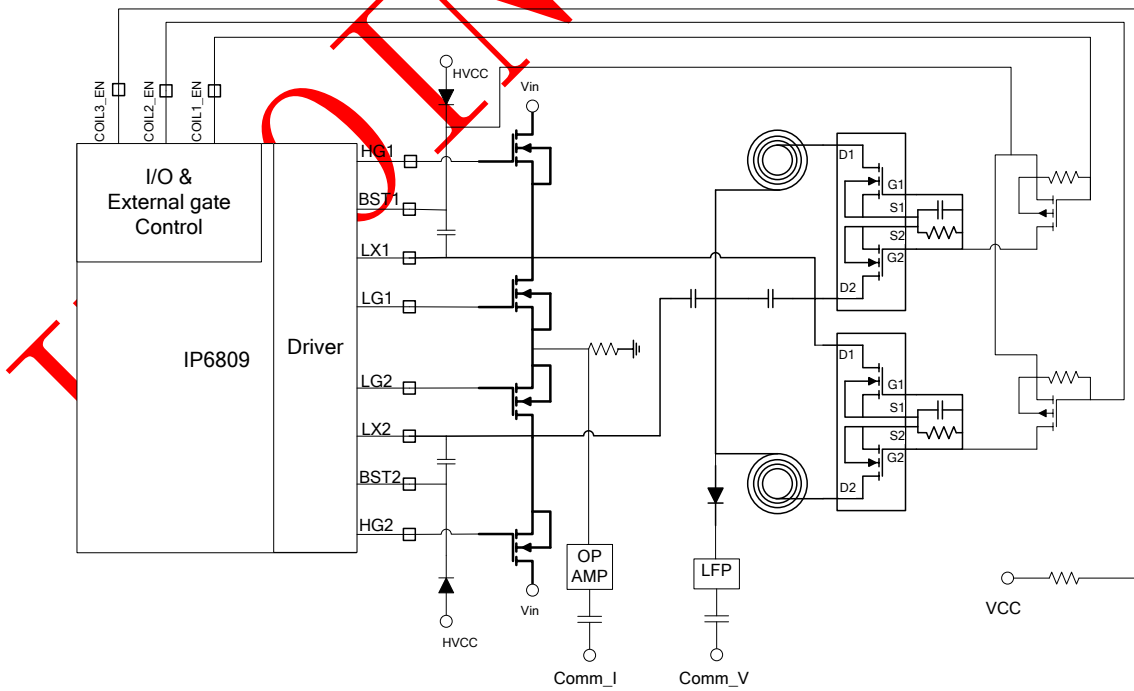 COIL3_EN
COIL2_EN
COIL1_EN
I/O &
External gate
Control
IP6809
Driver
HG1
BST1
LX1
LG1
LG2
LX2
BST2
HG2
HVCC
Vin
HVCC
Vin
OP
AMP
Comm_I
LFP
Comm_V
D1
G1
S1
S2
G2
D2
D1
G1
S1
S2
G2
D2
VCC